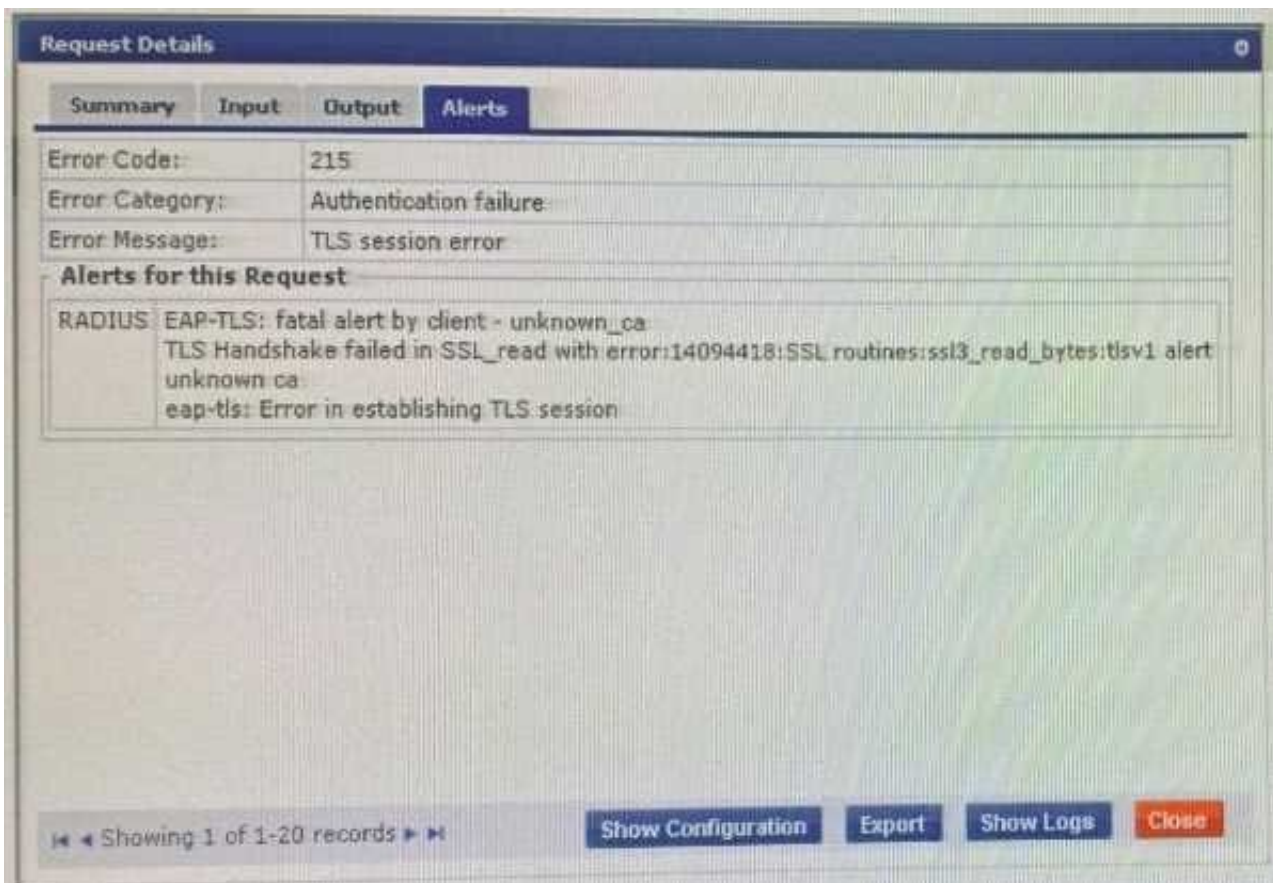 Request Details
Summary Input Output Alerts
Error Code: 215
Error Category: Authentication failure
Error Message: TLS session error
Alerts for this Request
RADIUS EAP-TLS: fatal alert by client - unknown_ca
TLS Handshake failed in SSL_read with error:14094418:SSL routines:ssl3_read_bytes:tlsv1 alert
unknown ca
eap-tls: Error in establishing TLS session
Showing 1 of 1-20 records
Show Configuration Export Show Logs Close